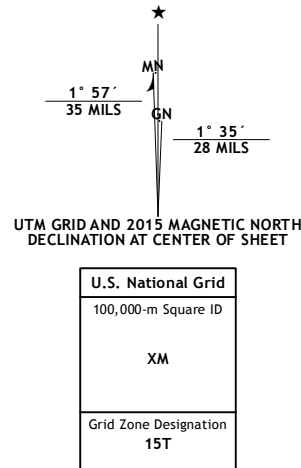 MN
GN
1° 57´
35 MILS
1° 35´
28 MILS
UTM GRID AND 2015 MAGNETIC NORTH
DECLINATION AT CENTER OF SHEET
U.S. National Grid
100,000-m Square ID
XM
Grid Zone Designation
15T